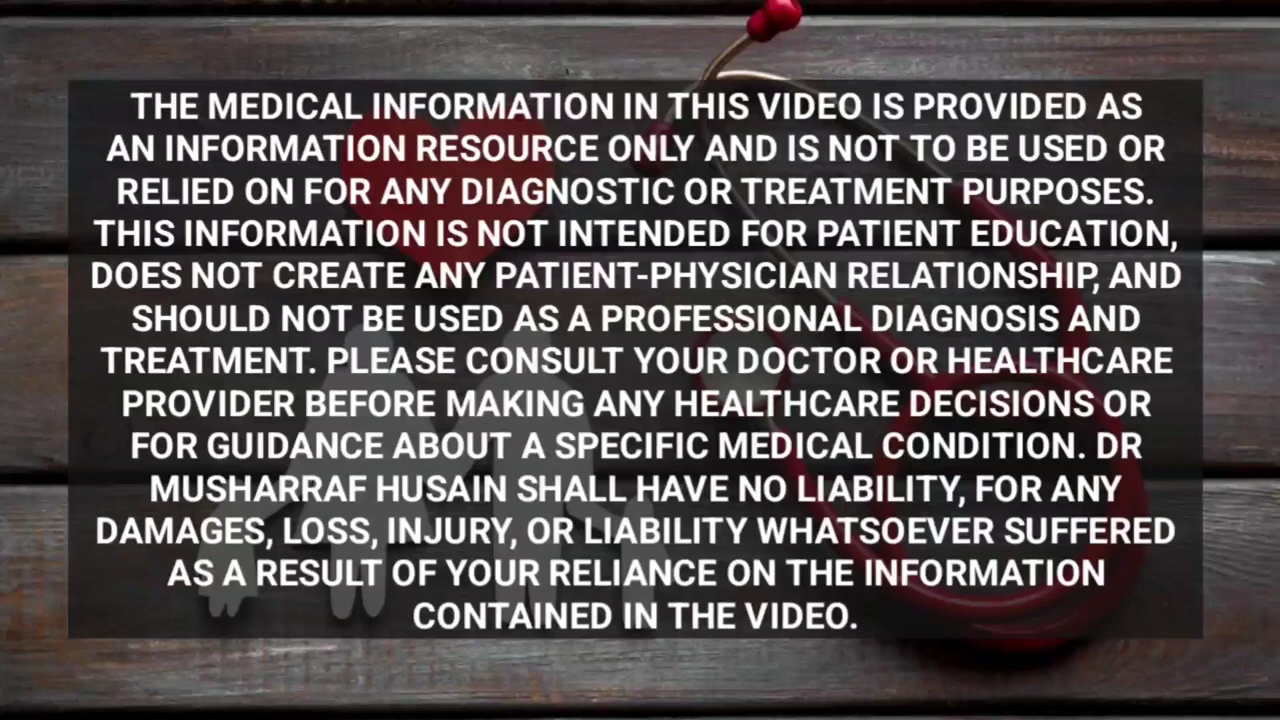 THE MEDICAL INFORMATION IN THIS VIDEO IS PROVIDED AS
AN INFORMATION RESOURCE ONLY AND IS NOT TO BE USED OR
RELIED ON FOR ANY DIAGNOSTIC OR TREATMENT PURPOSES.
THIS INFORMATION IS NOT INTENDED FOR PATIENT EDUCATION,
DOES NOT CREATE ANY PATIENT-PHYSICIAN RELATIONSHIP, AND
SHOULD NOT BE USED AS A PROFESSIONAL DIAGNOSIS AND
TREATMENT. PLEASE CONSULT YOUR DOCTOR OR HEALTHCARE
PROVIDER BEFORE MAKING ANY HEALTHCARE DECISIONS OR
FOR GUIDANCE ABOUT A SPECIFIC MEDICAL CONDITION. DR
MUSHARRAF HUSAIN SHALL HAVE NO LIABILITY, FOR ANY
DAMAGES, LOSS, INJURY, OR LIABILITY WHATSOEVER SUFFERED
AS A RESULT OF YOUR RELIANCE ON THE INFORMATION
CONTAINED IN THE VIDEO.